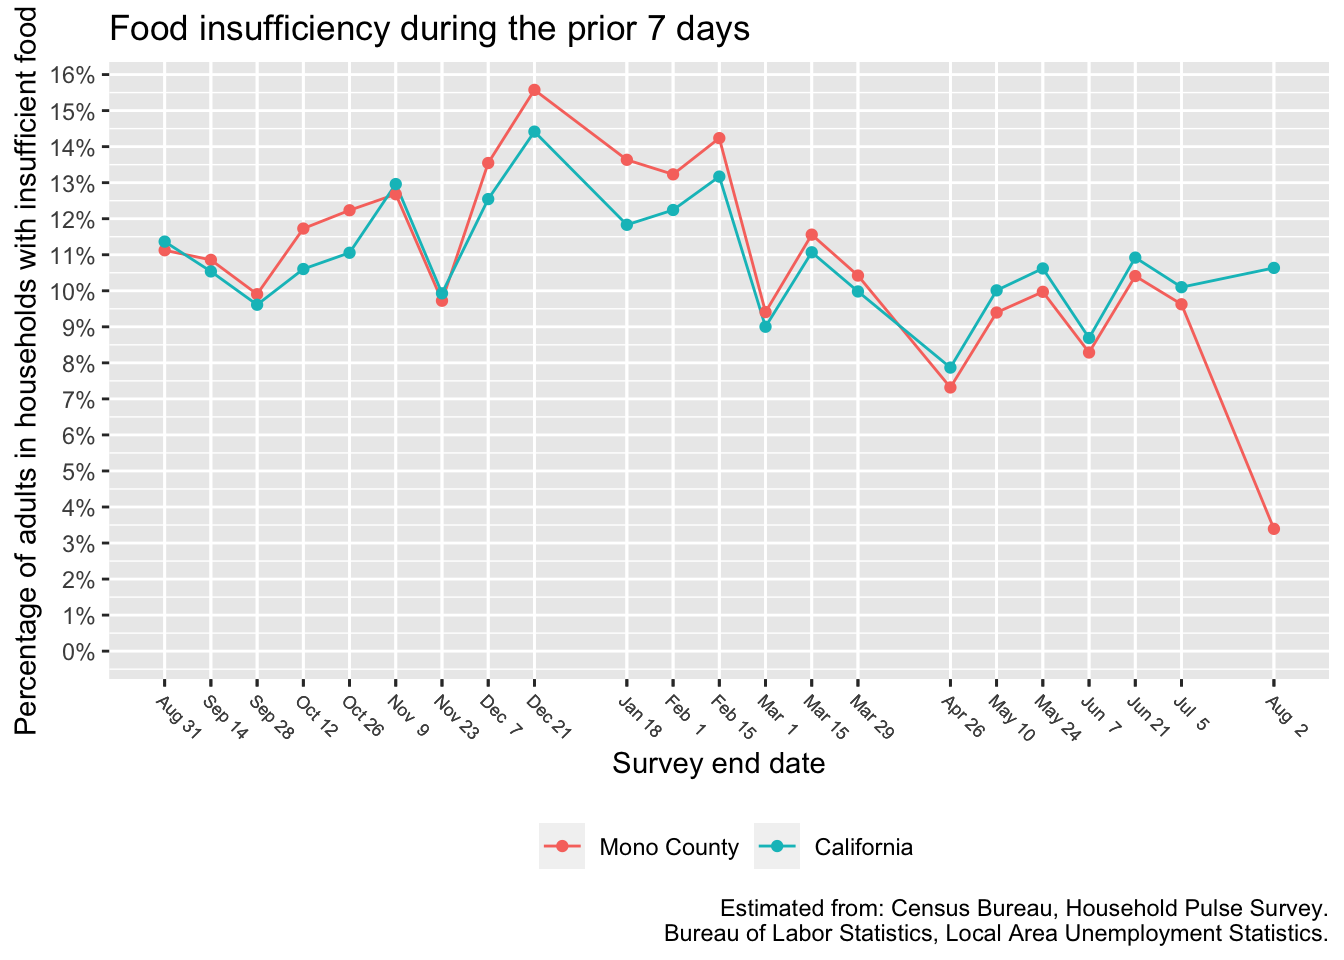 Food insufficiency during the prior 7 days
Percentage of adults in households with insufficient food
16%
15%
14%
13%
12%
11%
10%
9%
8%
7%
6%
5%
4%
3%
2%
1%
0%
Aug 31
Sep 14
Sep 28
Oct 12
Oct 26
Nov 9
Nov 23
Dec 7
Dec 21
Jan 18
Feb 1
Feb 15
Mar 1
Mar 15
Mar 29
Apr 26
May 10
May 24
Jun 7
Jun 21
Jul 5
Aug 2
Survey end date
Mono County
California
Estimated from: Census Bureau, Household Pulse Survey.
Bureau of Labor Statistics, Local Area Unemployment Statistics.